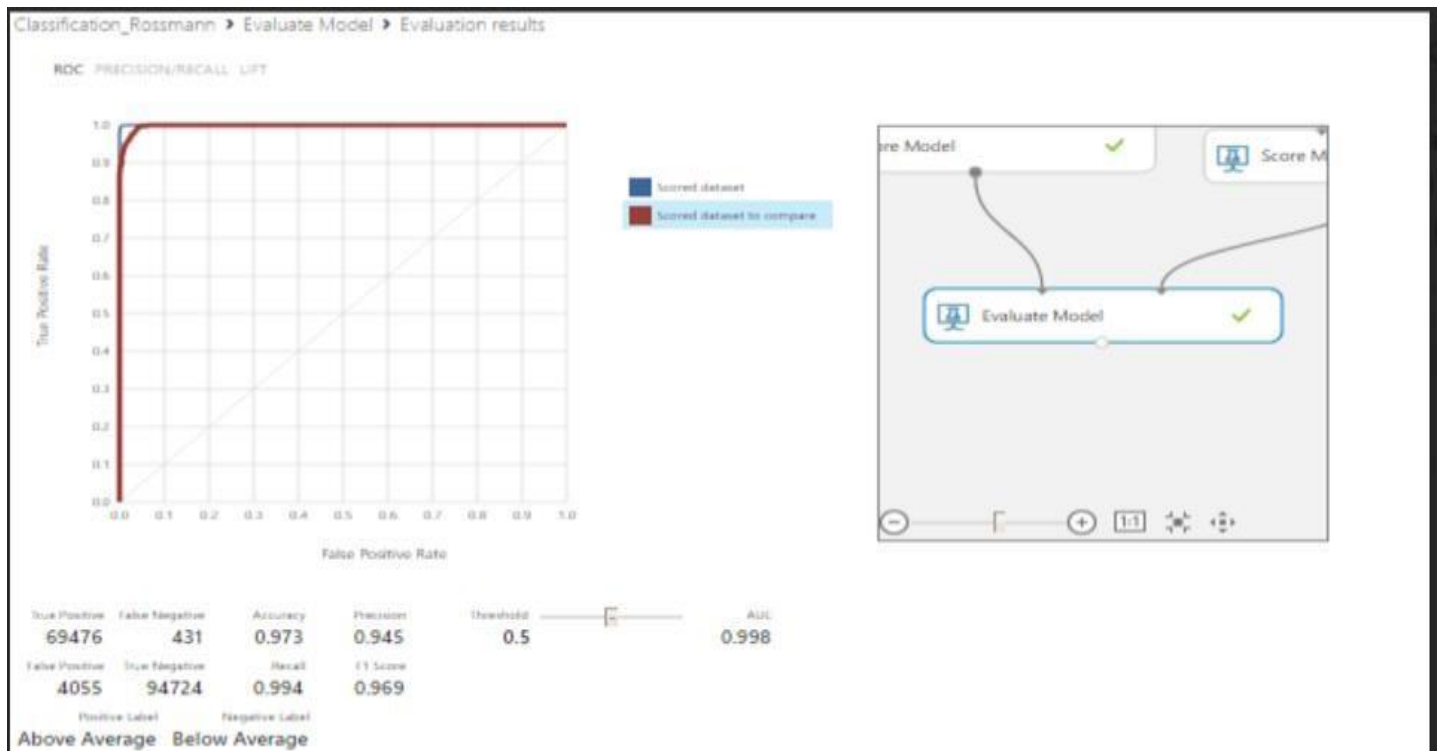 Classification_Rossmann > Evaluate Model > Evaluation results
ROC PRECISION/RECALL LIFT
1.0
0.9
0.8
0.7
0.6
0.5
0.4
0.3
0.2
0.1
0.0
True Positive Rate
0.0 0.1 0.2 0.3 0.4 0.5 0.6 0.7 0.8 0.9 1.0
False Positive Rate
Scored dataset
Scored dataset to compare
ore Model
Score M
Evaluate Model
1:1
True Positive False Negative Accuracy Precision Threshold AUC
69476 431 0.973 0.945 0.5 0.998
False Positive True Negative Recall F1 Score
4055 94724 0.994 0.969
Positive Label Negative Label
Above Average Below Average